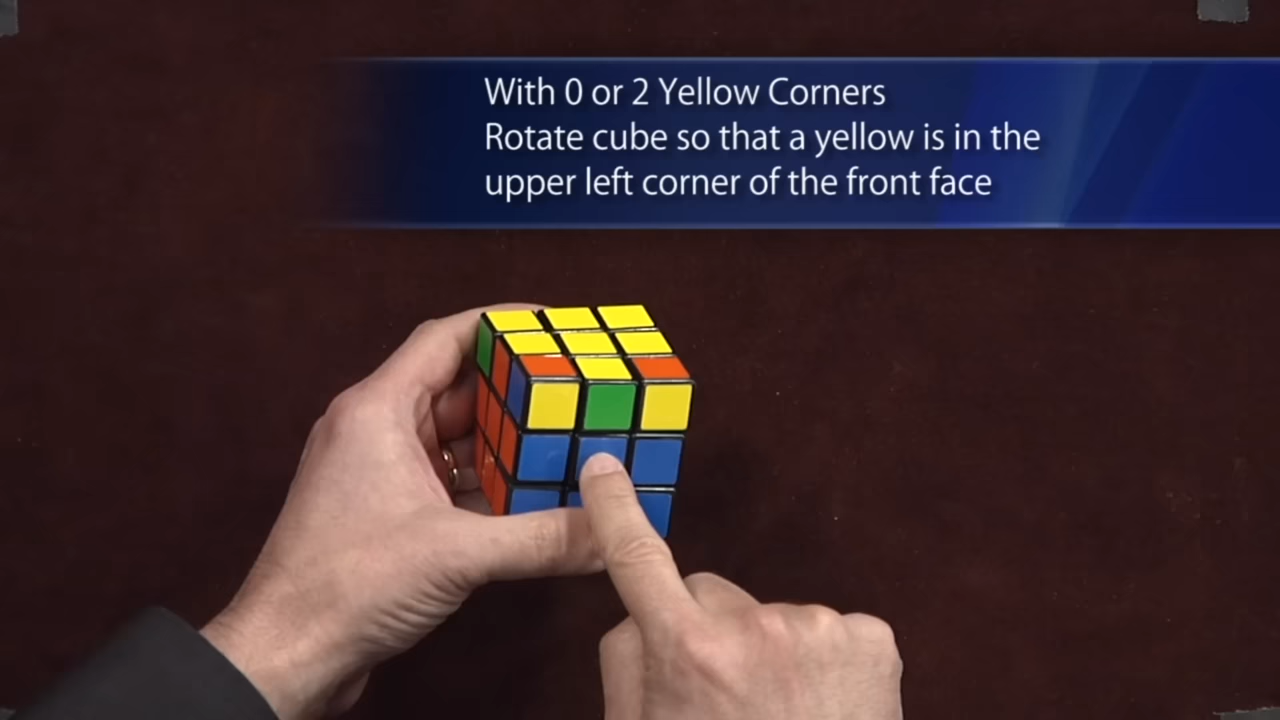 With 0 or 2 Yellow Corners
Rotate cube so that a yellow is in the
upper left corner of the front face